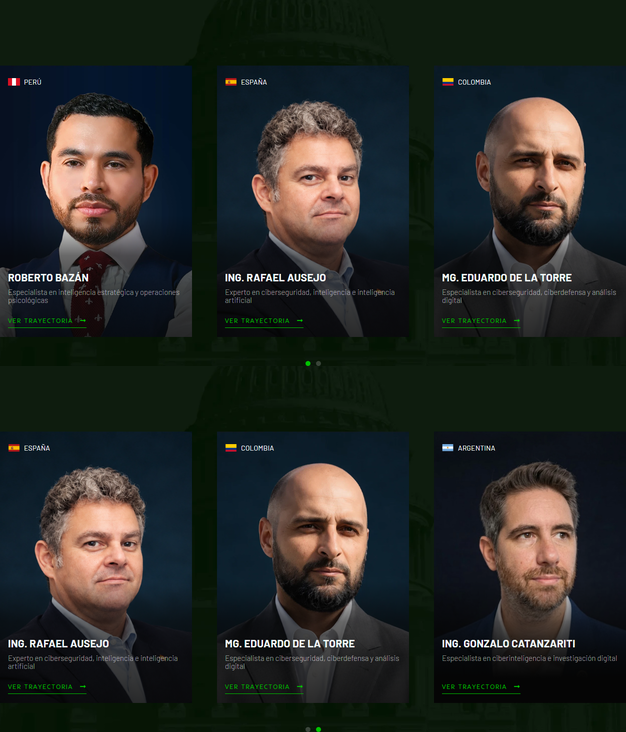 PERÚ
ESPAÑA
COLOMBIA
ROBERTO BAZÁN
Especialista en inteligencia estratégica y operaciones
psicológicas
VER TRAYECTORIA
ING. RAFAEL AUSEJO
Experto en ciberseguridad, inteligencia e inteligencia
artificial
VER TRAYECTORIA
MG. EDUARDO DE LA TORRE
Especialista en ciberseguridad, ciberdefensa y análisis
digital
VER TRAYECTORIA
ESPAÑA
COLOMBIA
ARGENTINA
ING. RAFAEL AUSEJO
Experto en ciberseguridad, inteligencia e inteligencia
artificial
VER TRAYECTORIA
MG. EDUARDO DE LA TORRE
Especialista en ciberseguridad, ciberdefensa y análisis
digital
VER TRAYECTORIA
ING. GONZALO CATANZARITI
Especialista en ciberinteligencia e investigación digital
VER TRAYECTORIA